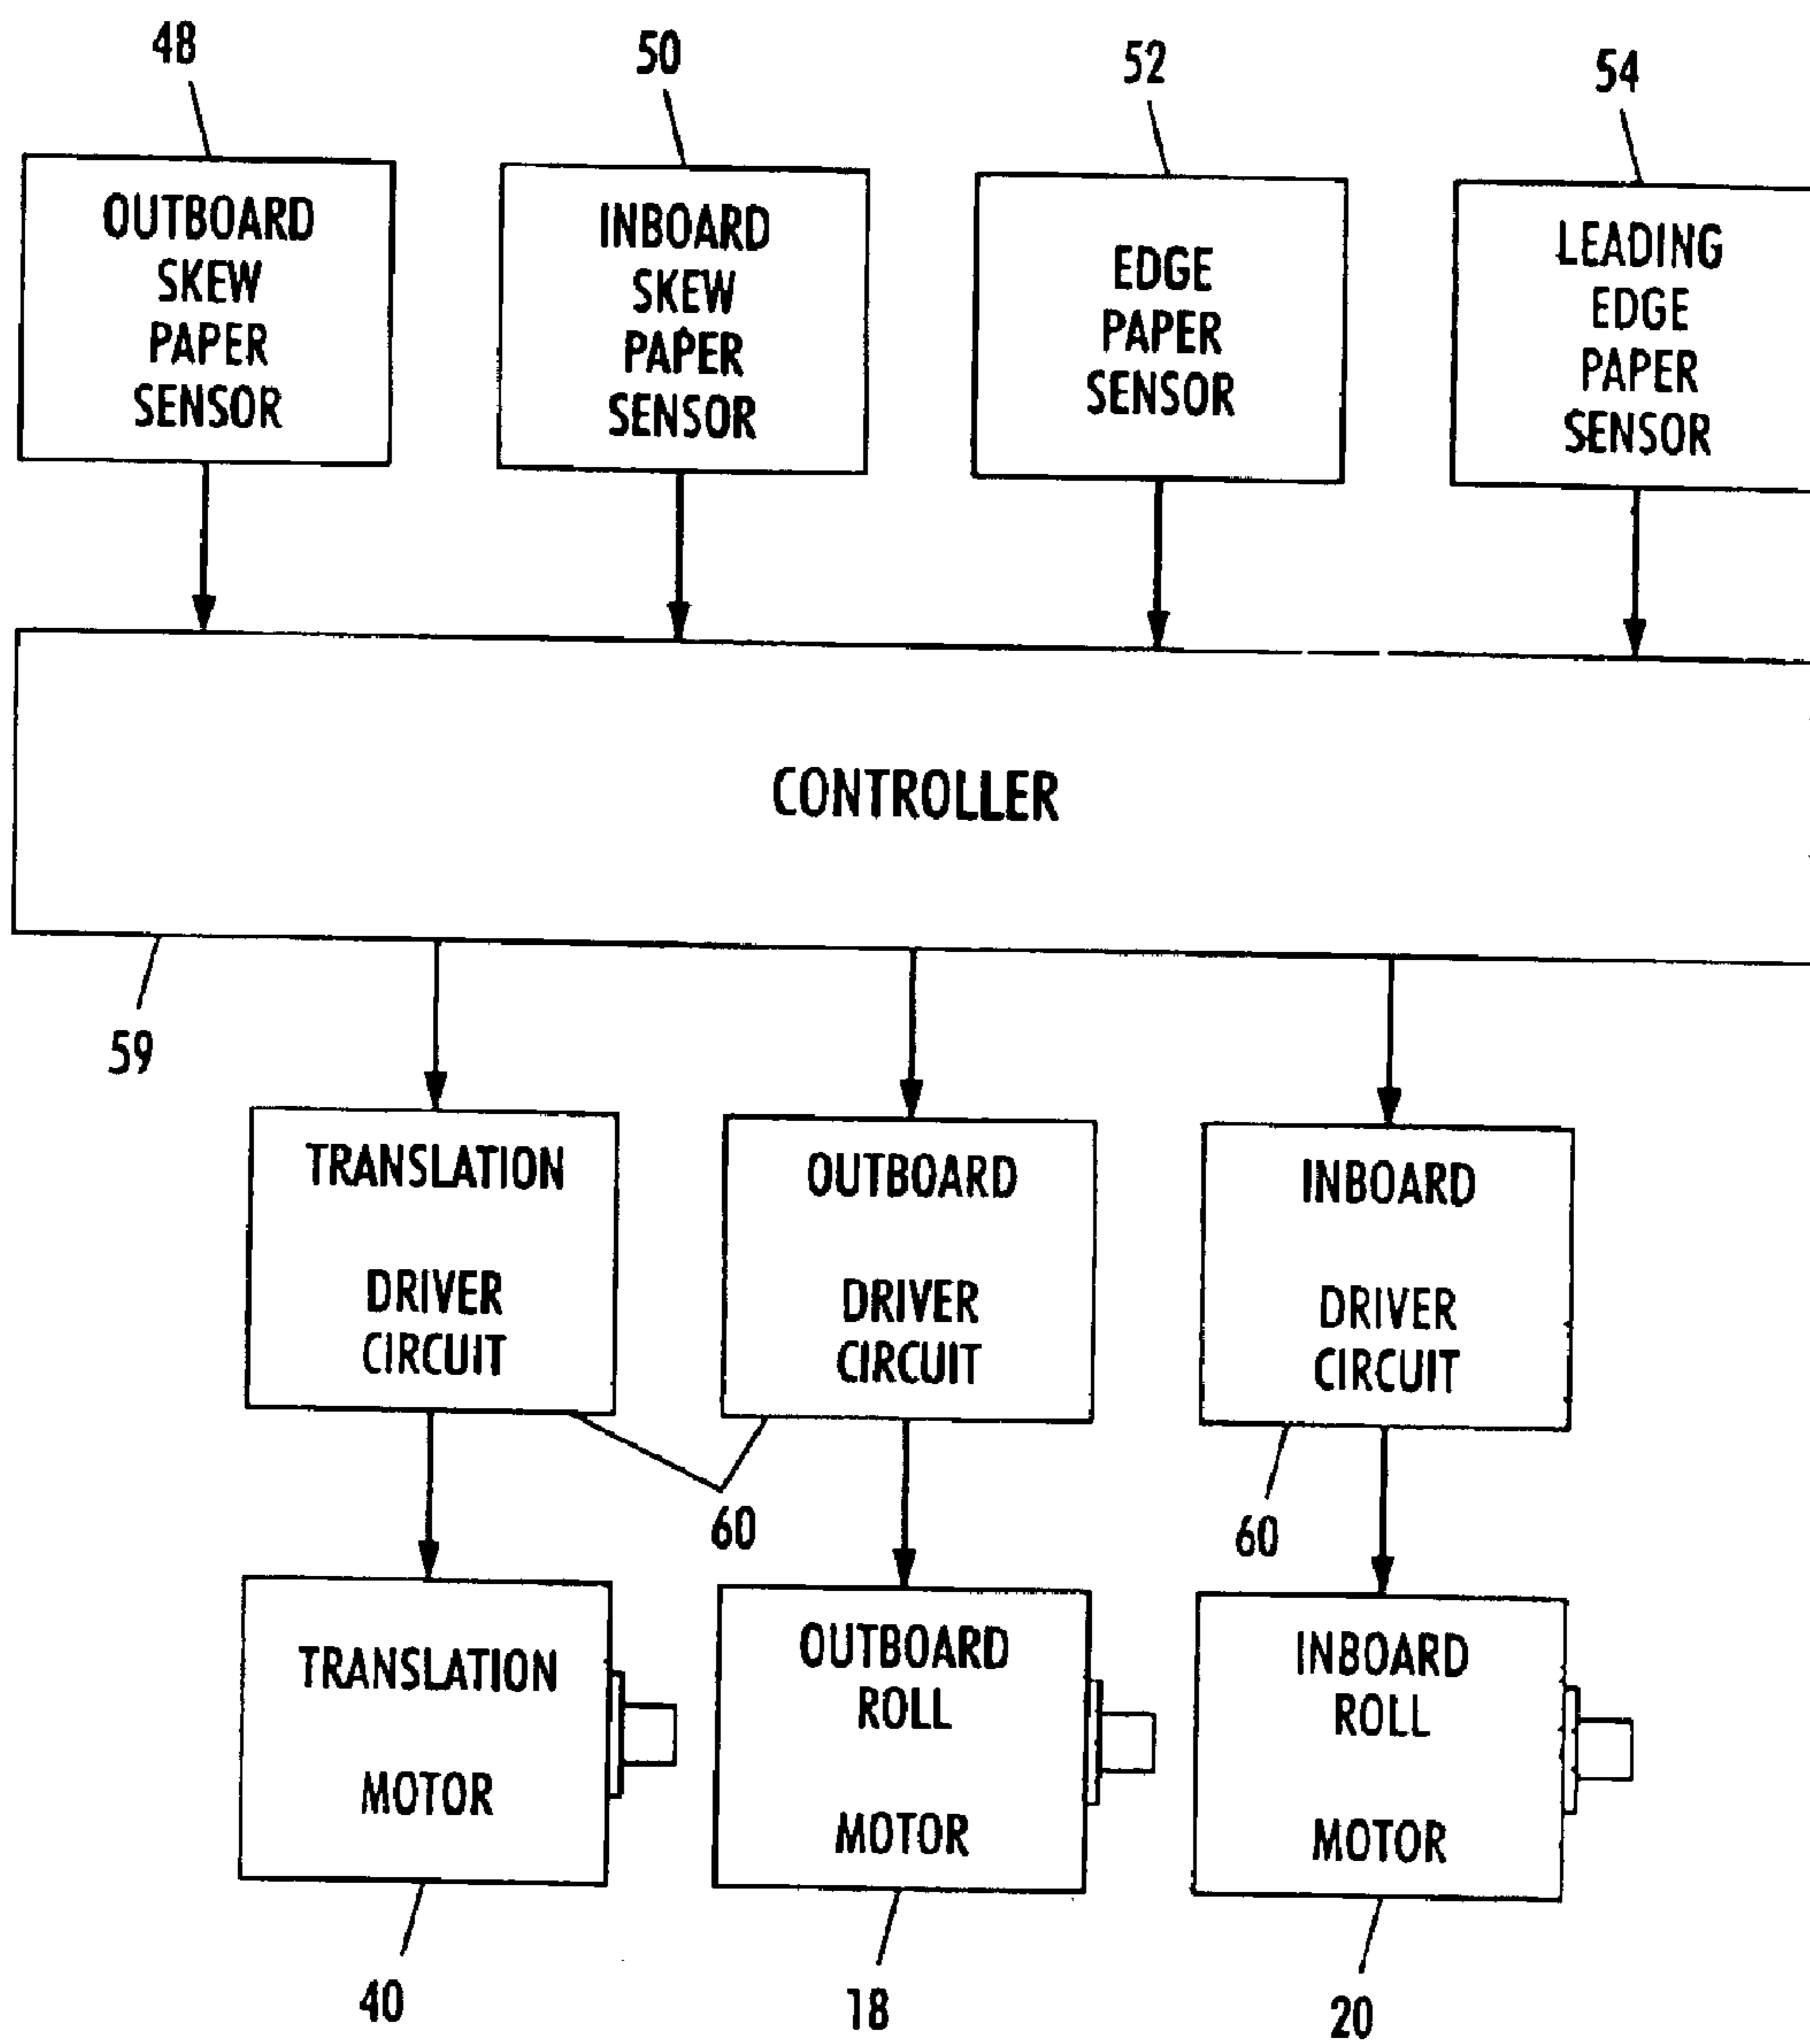 48
50
52
54
OUTBOARD
SKEW
PAPER
SENSOR
INBOARD
SKEW
PAPER
SENSOR
EDGE
PAPER
SENSOR
LEADING
EDGE
PAPER
SENSOR
CONTROLLER
59
TRANSLATION
DRIVER
CIRCUIT
OUTBOARD
DRIVER
CIRCUIT
INBOARD
DRIVER
CIRCUIT
60
60
TRANSLATION
MOTOR
OUTBOARD
ROLL
MOTOR
INBOARD
ROLL
MOTOR
40
18
20